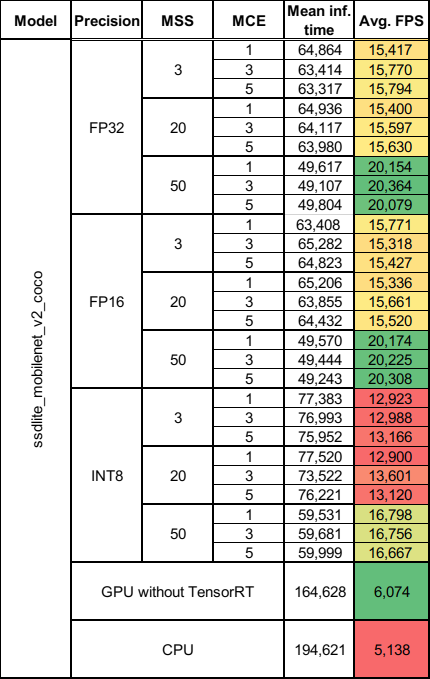 Model Precision MSS MCE Mean inf. time Avg. FPS
ssdlite_mobilenet_v2_coco
FP32
3
1 64,864 15,417
3 63,414 15,770
5 63,317 15,794
20
1 64,936 15,400
3 64,117 15,597
5 63,980 15,630
50
1 49,617 20,154
3 49,107 20,364
5 49,804 20,079
FP16
3
1 63,408 15,771
3 65,282 15,318
5 64,823 15,427
20
1 65,206 15,336
3 63,855 15,661
5 64,432 15,520
50
1 49,570 20,174
3 49,444 20,225
5 49,243 20,308
INT8
3
1 77,383 12,923
3 76,993 12,988
5 75,952 13,166
20
1 77,520 12,900
3 73,522 13,601
5 76,221 13,120
50
1 59,531 16,798
3 59,681 16,756
5 59,999 16,667
GPU without TensorRT 164,628 6,074
CPU 194,621 5,138